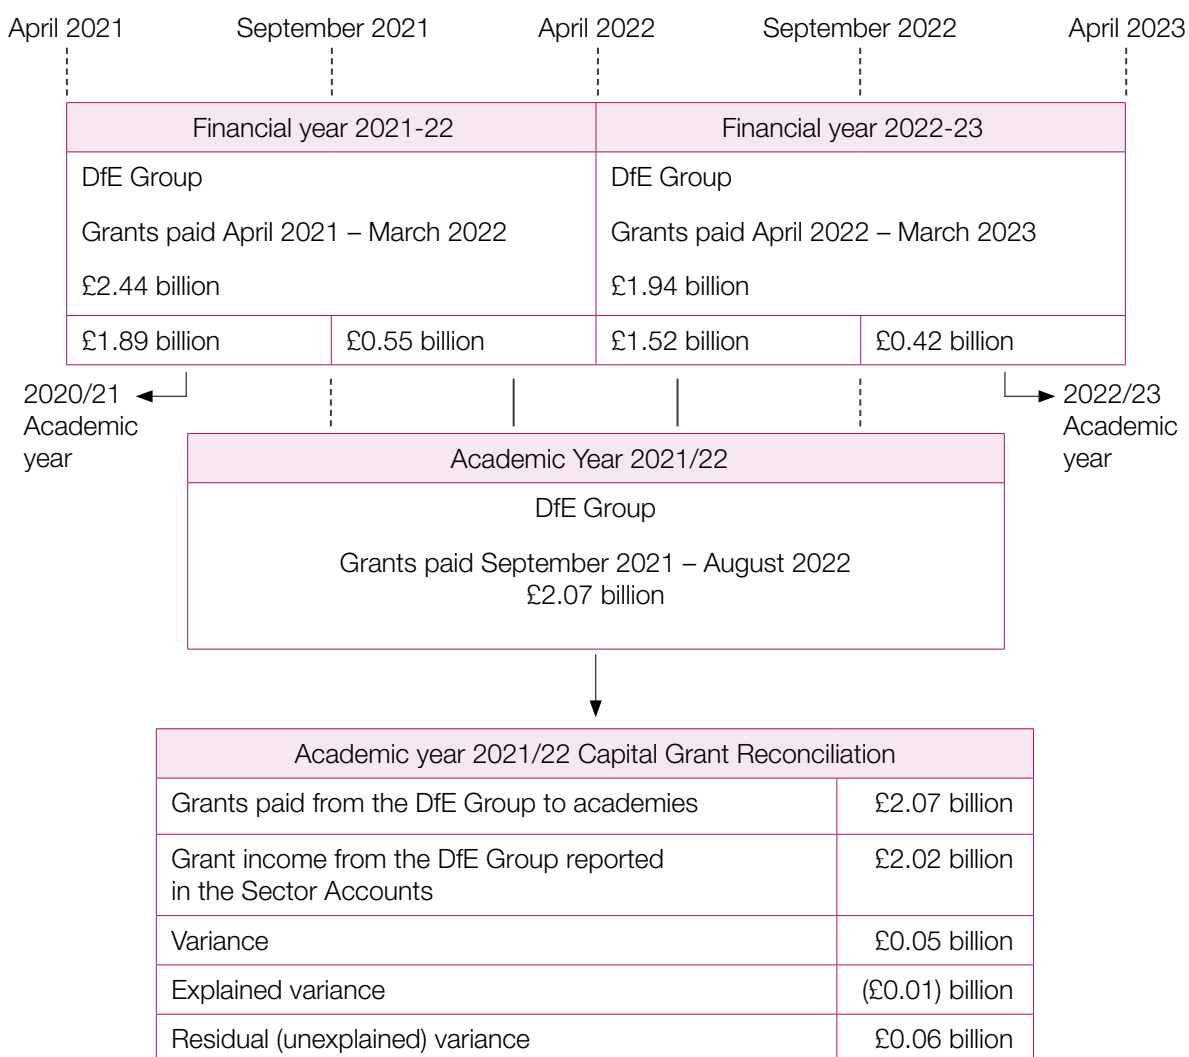 April 2021
September 2021
April 2022
September 2022
April 2023
Financial year 2021-22
Financial year 2022-23
DfE Group
Grants paid April 2021 – March 2022
£2.44 billion
DfE Group
Grants paid April 2022 – March 2023
£1.94 billion
£1.89 billion
£0.55 billion
£1.52 billion
£0.42 billion
2020/21
Academic
year
2022/23
Academic
year
Academic Year 2021/22
DfE Group
Grants paid September 2021 – August 2022
£2.07 billion
Academic year 2021/22 Capital Grant Reconciliation
Grants paid from the DfE Group to academies
£2.07 billion
Grant income from the DfE Group reported
in the Sector Accounts
£2.02 billion
Variance
£0.05 billion
Explained variance
(£0.01) billion
Residual (unexplained) variance
£0.06 billion